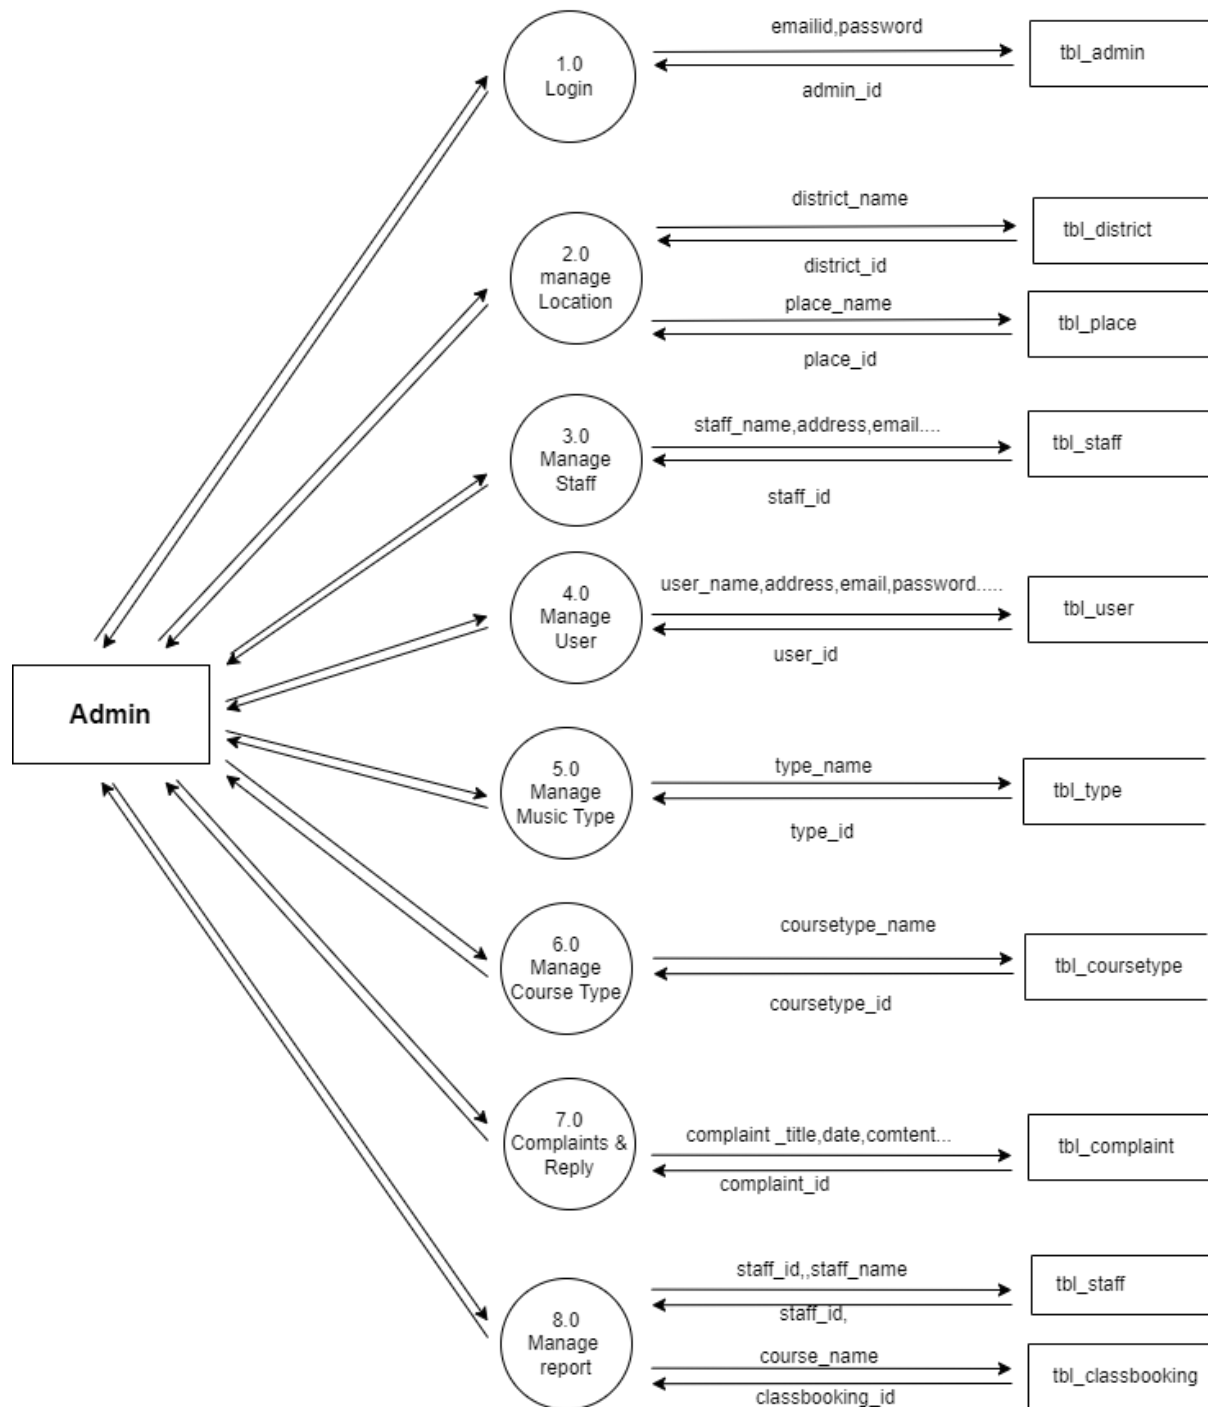 emailid,password
1.0
Login
tbl_admin
admin_id
district_name
2.0
manage
Location
tbl_district
district_id
place_name
tbl_place
place_id
3.0
Manage
Staff
staff_name,address,email....
tbl_staff
staff_id
4.0
Manage
User
user_name,address,email,password.....
tbl_user
user_id
Admin
5.0
Manage
Music Type
type_name
tbl_type
type_id
6.0
Manage
Course Type
coursetype_name
tbl_coursetype
coursetype_id
7.0
Complaints &
Reply
complaint _title,date,comtent...
tbl_complaint
complaint_id
8.0
Manage
report
staff_id,,staff_name
tbl_staff
staff_id,
course_name
tbl_classbooking
classbooking_id